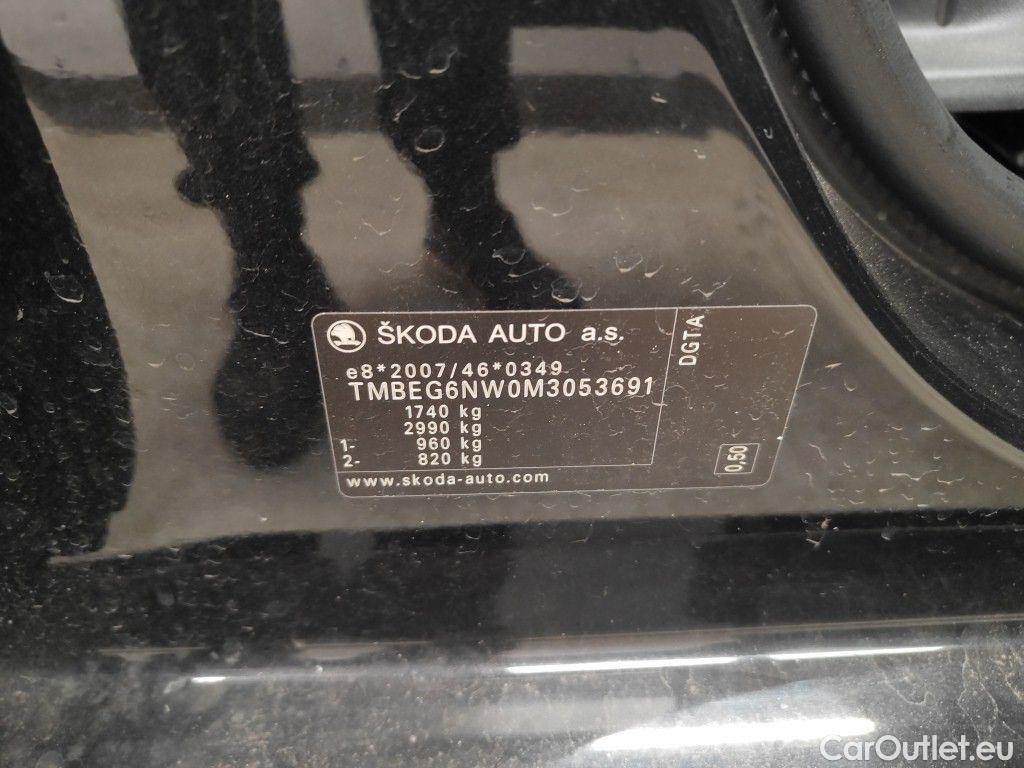 ŠKODA AUTO a.s.
e8*2007/46*0349
TMBEG6NW0M3053691
1740 kg
2990 kg
1- 960 kg
2- 820 kg
www.skoda-auto.com
DGTA
0,50
CarOutlet.eu